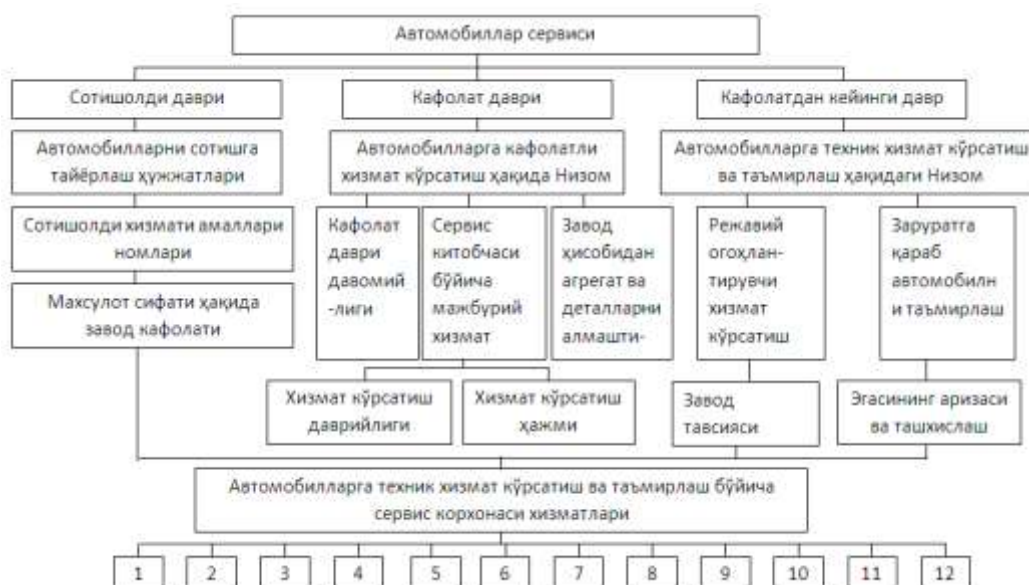 Автомобиллар сервиси
Сотишолди даври
Кафолат даври
Кафолатдан кейинги давр
Автомобилларни сотишга
тайёрлаш ҳужжатлари
Автомобилларга кафолатли
хизмат кўрсатиш ҳақида Низом
Автомобилларга техник хизмат кўрсатиш
ва таъмирлаш ҳақидаги Низом
Сотишолди хизмати амаллари
номлари
Махсулот сифати ҳақида
завод кафолати
Кафолат
даври
давомий
-лиги
Сервис
китобчаси
бўйича
мажбурий
хизмат
Завод
ҳисобидан
агрегат ва
деталларни
алмашти-
Режавий
огоҳлан-
тирувчи
хизмат
кўрсатиш
Заруратга
қараб
автомобилн
и таъмирлаш
Хизмат кўрсатиш
даврийлиги
Хизмат кўрсатиш
ҳажми
Завод
тавсияси
Эгасининг аризаси
ва ташхислаш
Автомобилларга техник хизмат кўрсатиш ва таъмирлаш бўйича
сервис корхонаси хизматлари
1 2 3 4 5 6 7 8 9 10 11 12